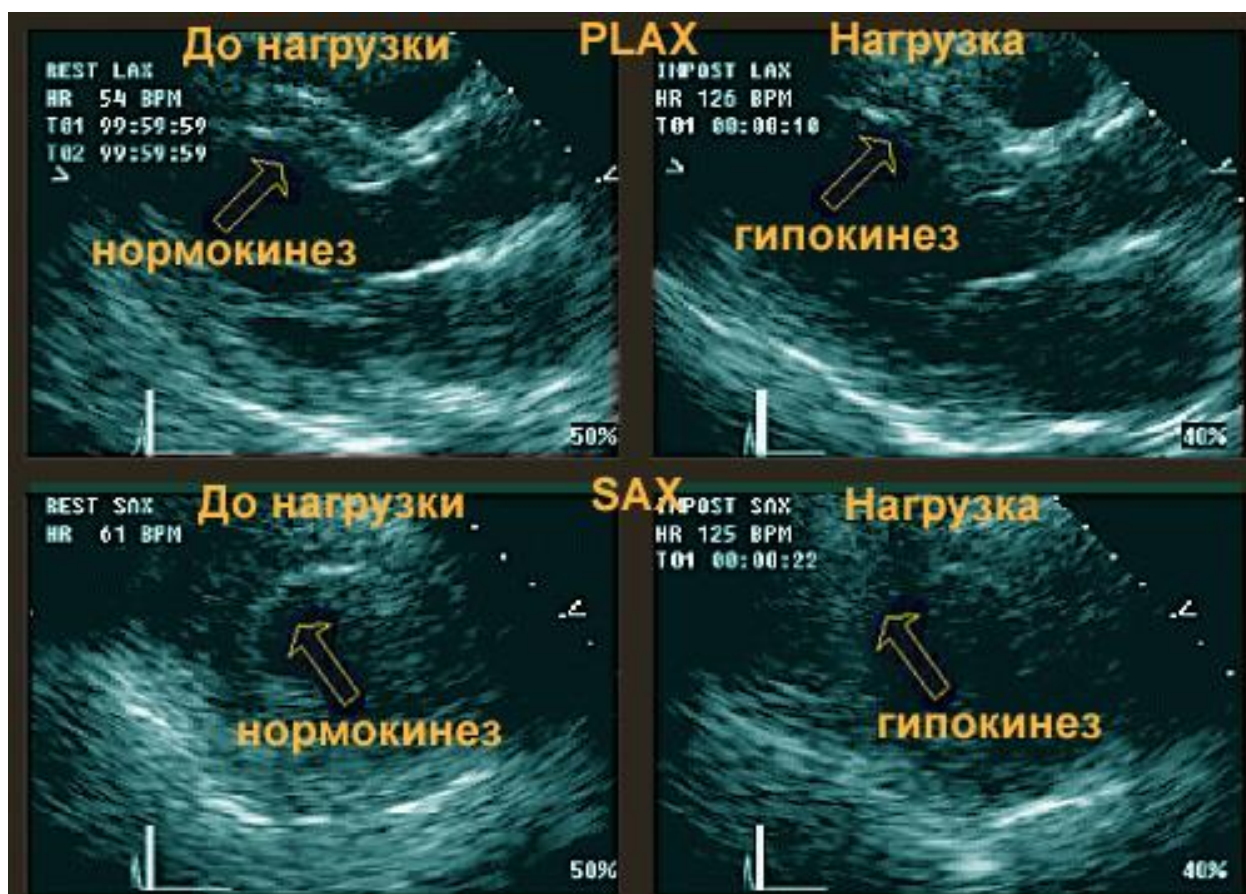 До нагрузки PLAX Нагрузка
REST LAX
HR 54 BPM
T01 99:59:59
T02 99:59:59
нормокинез
50%
INPOST LAX
HR 126 BPM
T01 00:00:10
гипокинез
40%
До нагрузки SAX Нагрузка
REST SAX
HR 61 BPM
нормокинез
50%
INPOST SAX
HR 125 BPM
T01 00:00:22
гипокинез
40%